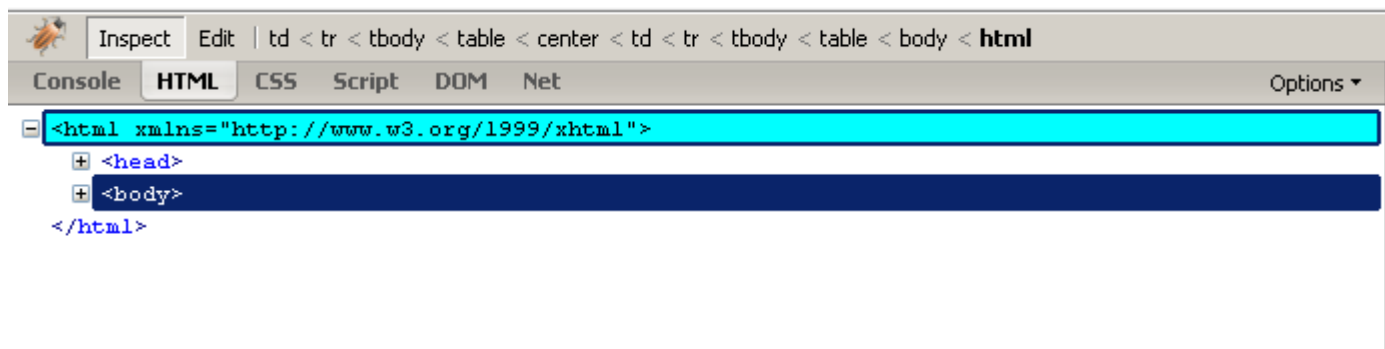 Inspect Edit | td < tr < tbody < table < center < td < tr < tbody < table < body < html
Console HTML CSS Script DOM Net Options
<html xmlns="http://www.w3.org/1999/xhtml">
<head>
<body>
</html>